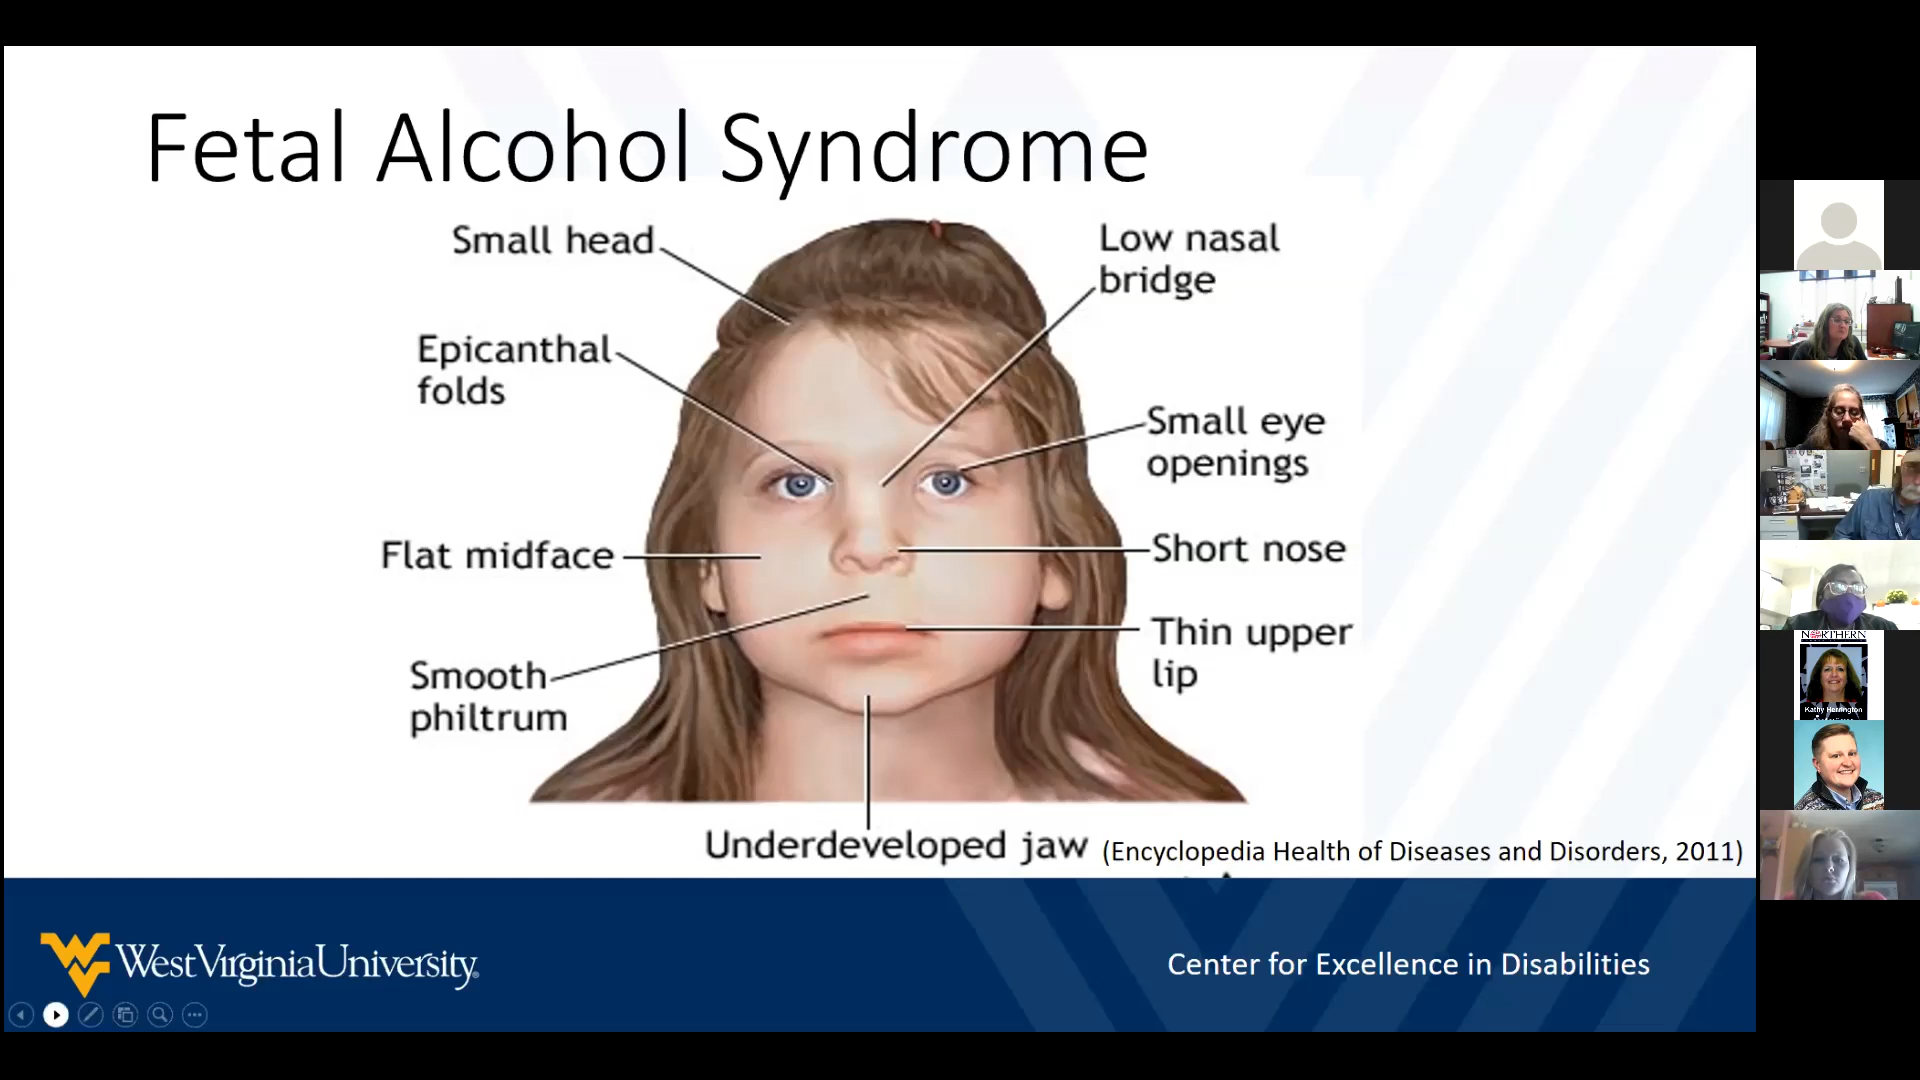 Fetal Alcohol Syndrome
Small head
Low nasal
bridge
Epicanthal
folds
Small eye
openings
Flat midface
Short nose
Thin upper
lip
Smooth
philtrum
Underdeveloped jaw
(Encyclopedia Health of Diseases and Disorders, 2011)
WestVirginiaUniversity®
Center for Excellence in Disabilities
NORTHERN
Kathy Herrington